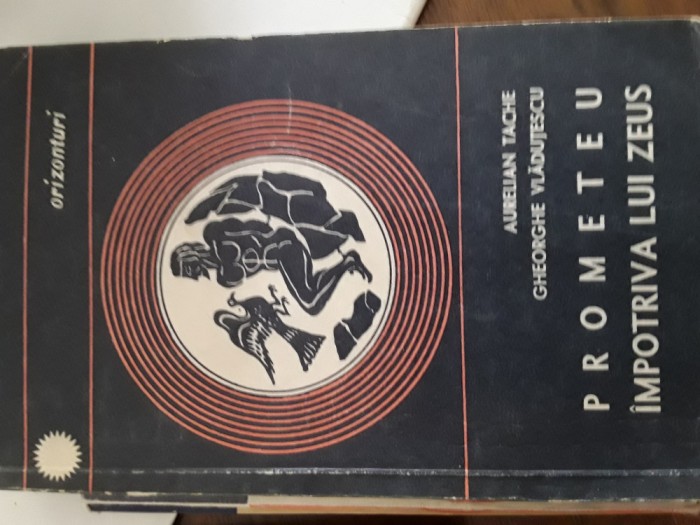 orizonturi
AURELIAN TACHE
GHEORGHE VLĂDUȚESCU
PROMETEU
ÎMPOTRIVA LUI ZEUS